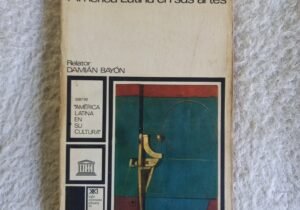 América Latina en sus artes
Relator
DAMIÁN BAYÓN
serie
"AMÉRICA
LATINA
EN
SU
CULTURA"